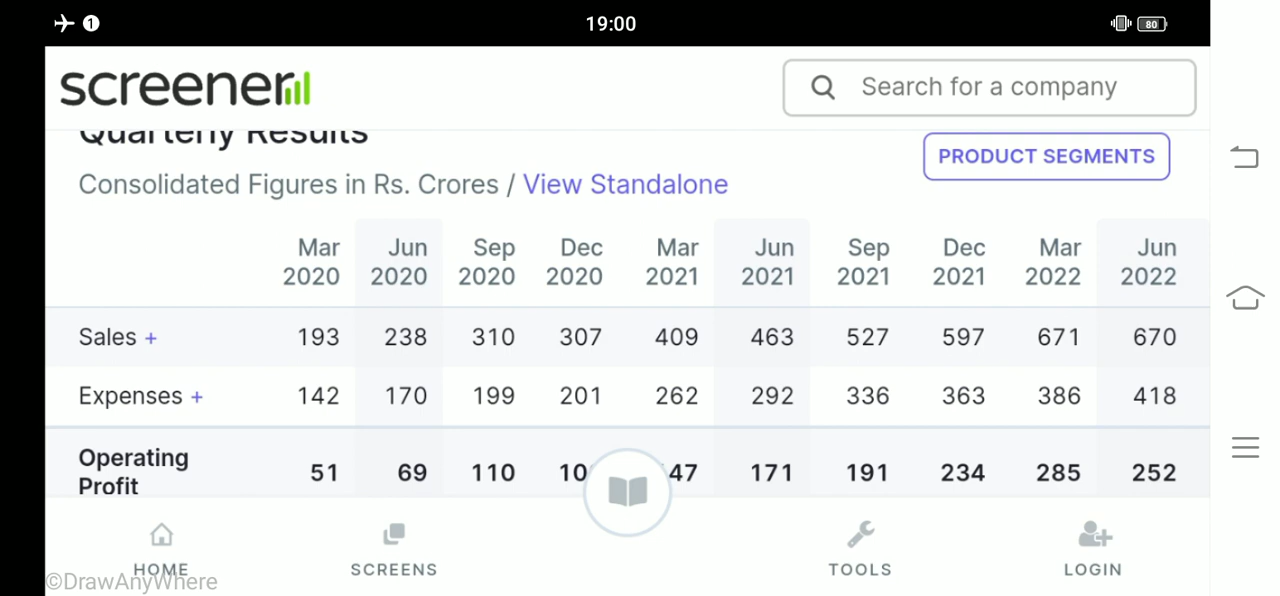 1 19:00 80
screener Search for a company
Quarterly Results
PRODUCT SEGMENTS
Consolidated Figures in Rs. Crores / View Standalone
Mar Jun Sep Dec Mar Jun Sep Dec Mar Jun
2020 2020 2020 2020 2021 2021 2021 2021 2022 2022
Sales + 193 238 310 307 409 463 527 597 671 670
Expenses + 142 170 199 201 262 292 336 363 386 418
Operating
Profit 51 69 110 171 191 234 285 252
HOME SCREENS TOOLS LOGIN
©DrawAnyWhere